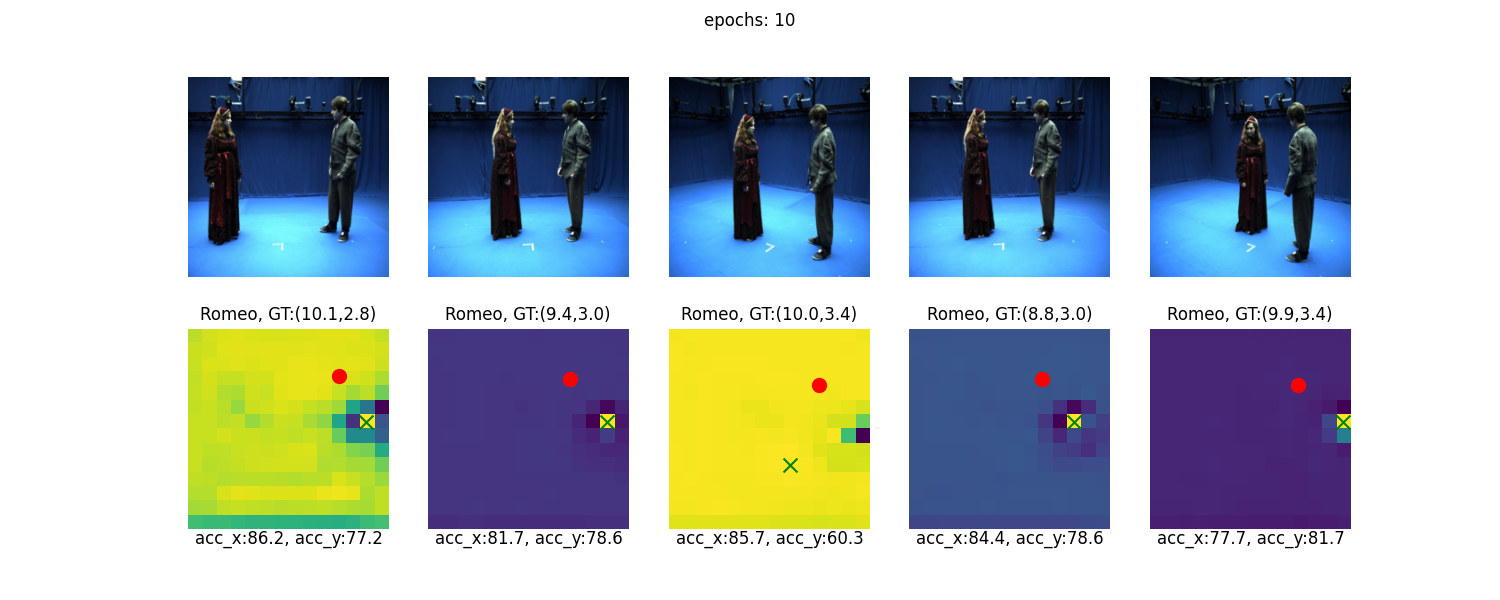 epochs: 10
Romeo, GT:(10.1,2.8)
Romeo, GT:(9.4,3.0)
Romeo, GT:(10.0,3.4)
Romeo, GT:(8.8,3.0)
Romeo, GT:(9.9,3.4)
acc_x:86.2, acc_y:77.2
acc_x:81.7, acc_y:78.6
acc_x:85.7, acc_y:60.3
acc_x:84.4, acc_y:78.6
acc_x:77.7, acc_y:81.7